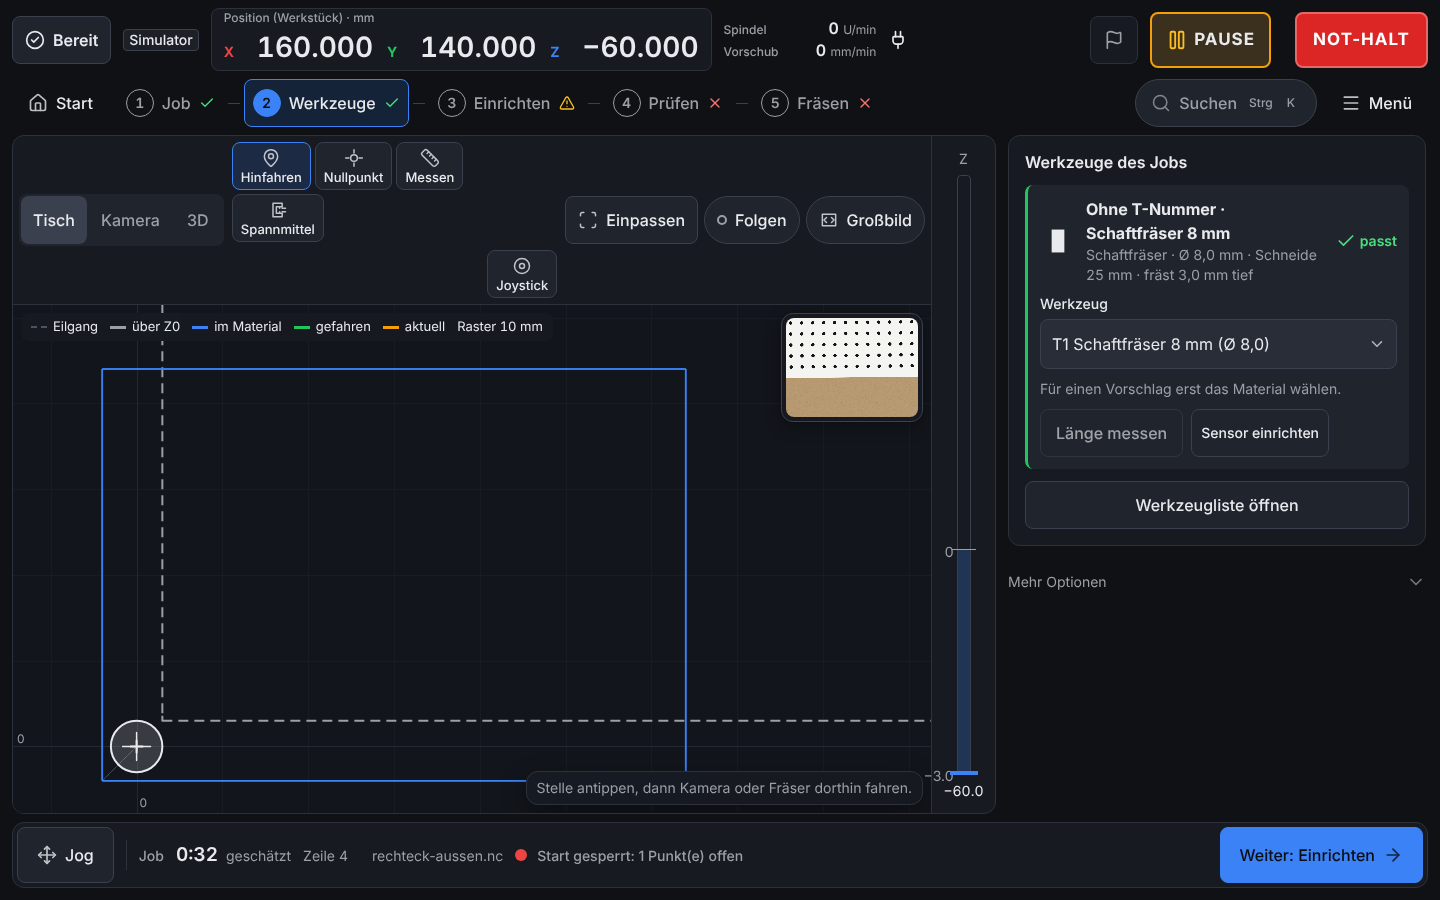 Bereit
Simulator
Position (Werkstück) · mm
X 160.000 Y 140.000 Z −60.000
Spindel 0 U/min
Vorschub 0 mm/min
PAUSE
NOT-HALT
Start
1 Job
2 Werkzeuge
3 Einrichten
4 Prüfen
5 Fräsen
Suchen Strg K
Menü
Hinfahren
Nullpunkt
Messen
Tisch
Kamera
3D
Spannmittel
Einpassen
Folgen
Großbild
Joystick
Eilgang über Z0 im Material gefahren aktuell Raster 10 mm
0
0
Stelle antippen, dann Kamera oder Fräser dorthin fahren.
Z
0
−3.0
−60.0
Werkzeuge des Jobs
Ohne T-Nummer ·
Schaftfräser 8 mm
Schaftfräser · Ø 8,0 mm · Schneide
25 mm · fräst 3,0 mm tief
passt
Werkzeug
T1 Schaftfräser 8 mm (Ø 8,0)
Für einen Vorschlag erst das Material wählen.
Länge messen
Sensor einrichten
Werkzeugliste öffnen
Mehr Optionen
Jog
Job 0:32 geschätzt Zeile 4 rechteck-aussen.nc Start gesperrt: 1 Punkt(e) offen
Weiter: Einrichten